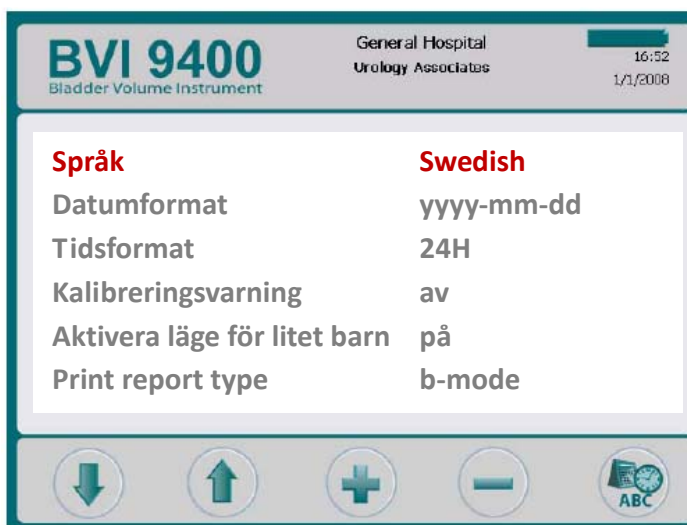 BVI 9400
Bladder Volume Instrument
General Hospital
Urology Associates
16:52
1/1/2008
Språk Swedish
Datumformat yyyy-mm-dd
Tidsformat 24H
Kalibreringsvarning av
Aktivera läge för litet barn på
Print report type b-mode
ABC